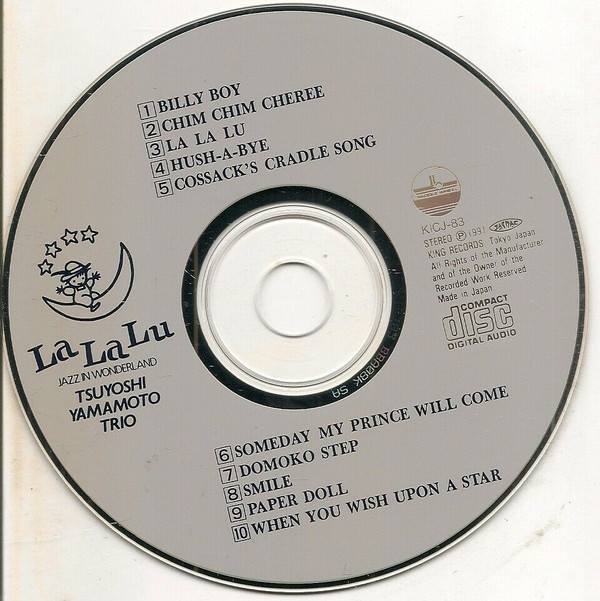 1 BILLY BOY
2 CHIM CHIM CHEREE
3 LA LA LU
4 HUSH-A-BYE
5 COSSACK'S CRADLE SONG
KICJ-83
STEREO Ⓟ 1991 JASRAC
KING RECORDS, Tokyo Japan
All Rights of the Manufacturer
and of the Owner of the
Recorded Work Reserved
Made in Japan
COMPACT
disc
DIGITAL AUDIO
La La Lu
JAZZ IN WONDERLAND
TSUYOSHI
YAMAMOTO
TRIO
6 SOMEDAY MY PRINCE WILL COME
7 DOMOKO STEP
8 SMILE
9 PAPER DOLL
10 WHEN YOU WISH UPON A STAR